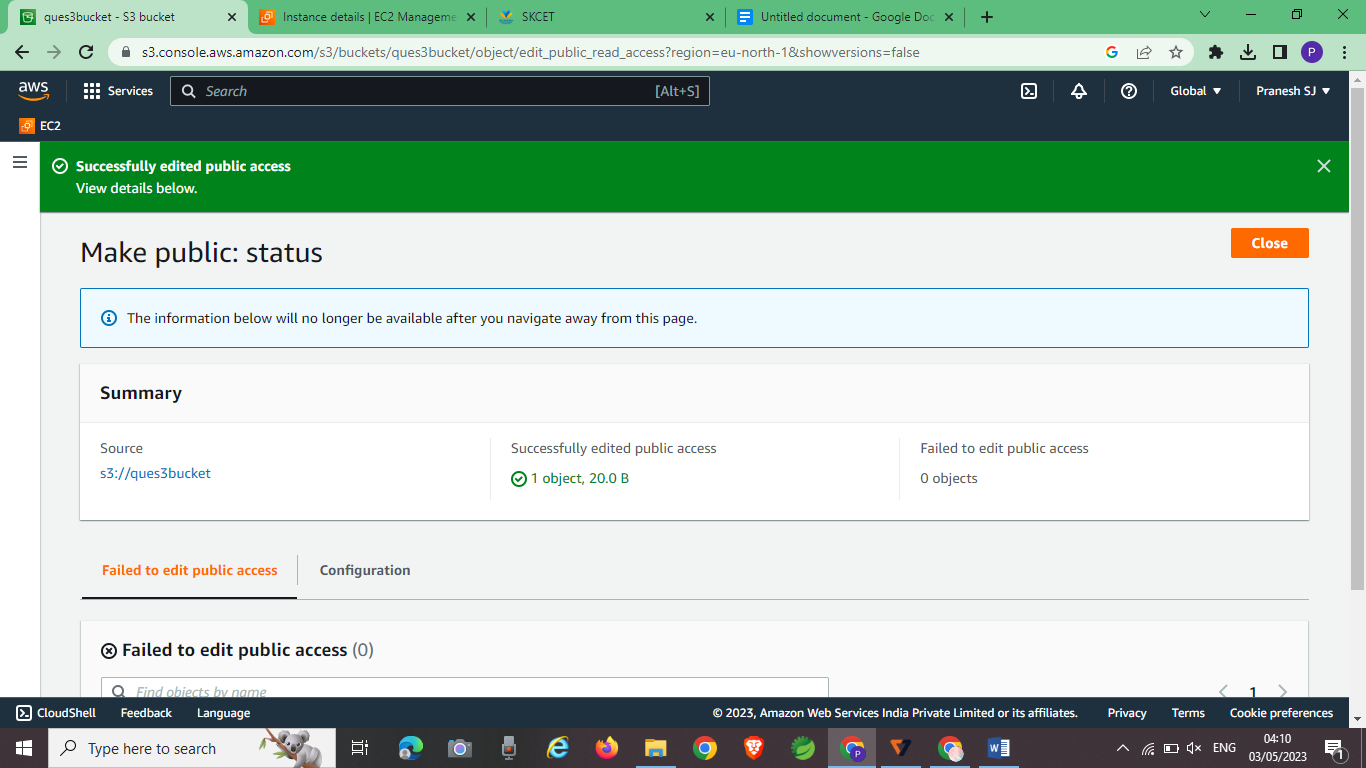 ques3bucket - S3 bucket
Instance details | EC2 Manageme
SKCET
Untitled document - Google Doc
s3.console.aws.amazon.com/s3/buckets/ques3bucket/object/edit_public_read_access?region=eu-north-1&showversions=false
P
aws
Services
Search
[Alt+S]
Global
Pranesh SJ
EC2
Successfully edited public access
View details below.
Make public: status
Close
The information below will no longer be available after you navigate away from this page.
Summary
Source
s3://ques3bucket
Successfully edited public access
1 object, 20.0 B
Failed to edit public access
0 objects
Failed to edit public access
Configuration
Failed to edit public access (0)
Find objects by name
1
CloudShell
Feedback
Language
© 2023, Amazon Web Services India Private Limited or its affiliates.
Privacy
Terms
Cookie preferences
Type here to search
P
ENG
04:10
03/05/2023
1